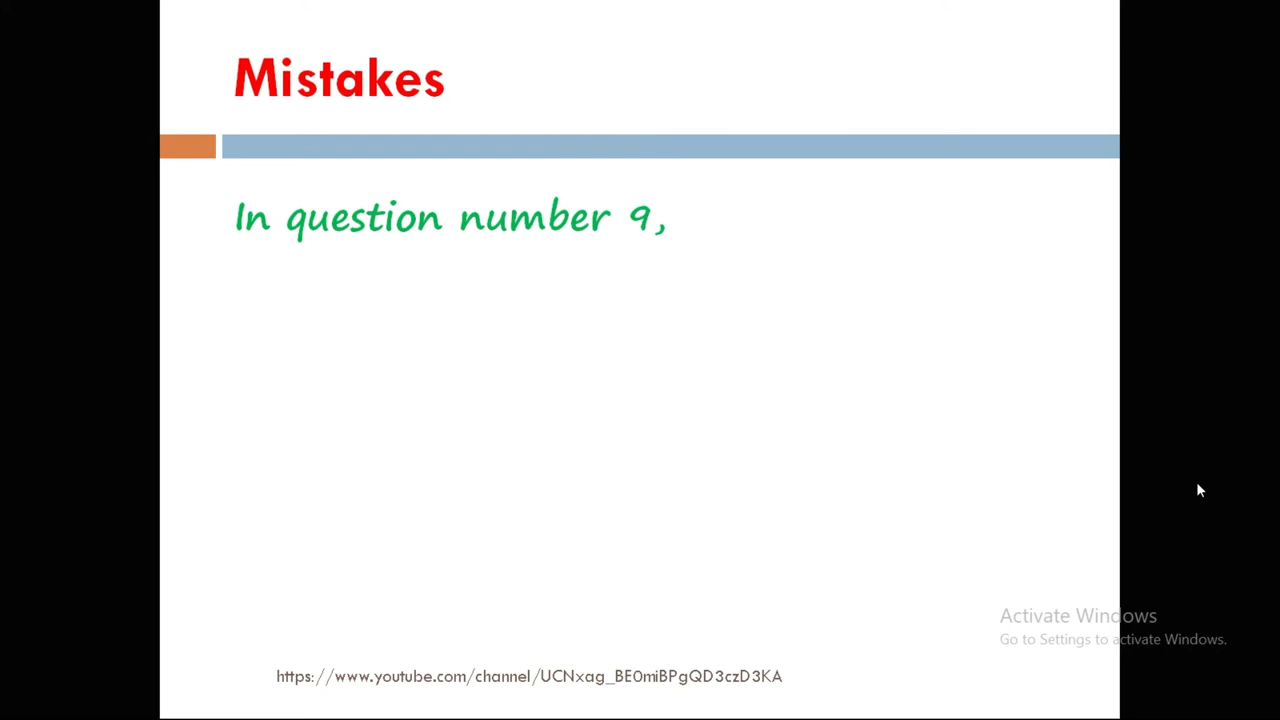 Mistakes
In question number 9,
Activate Windows
Go to Settings to activate Windows.
https://www.youtube.com/channel/UCNxag_BE0miBPgQD3czD3KA